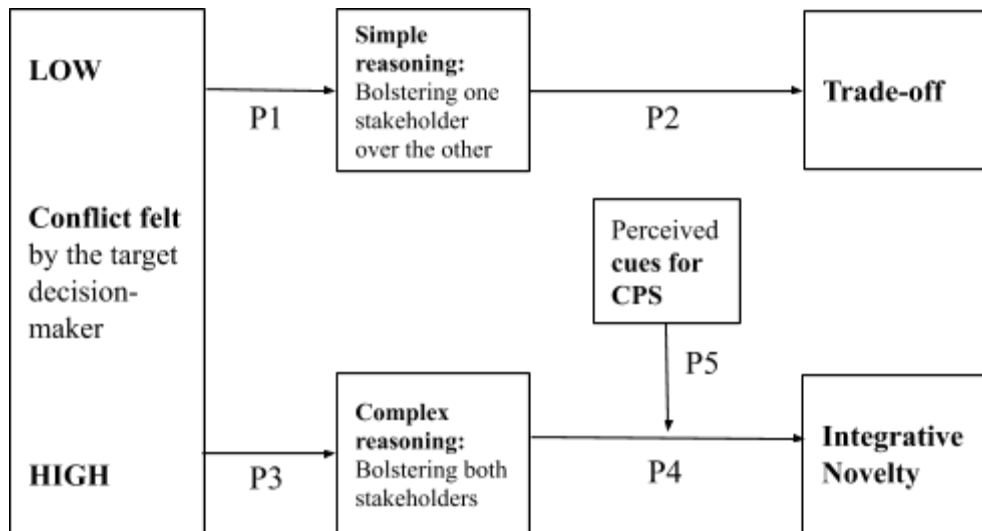 LOW
Conflict felt
by the target
decision-
maker
HIGH
P1
Simple
reasoning:
Bolstering one
stakeholder
over the other
P2
Trade-off
Perceived
cues for
CPS
P5
P3
Complex
reasoning:
Bolstering both
stakeholders
P4
Integrative
Novelty